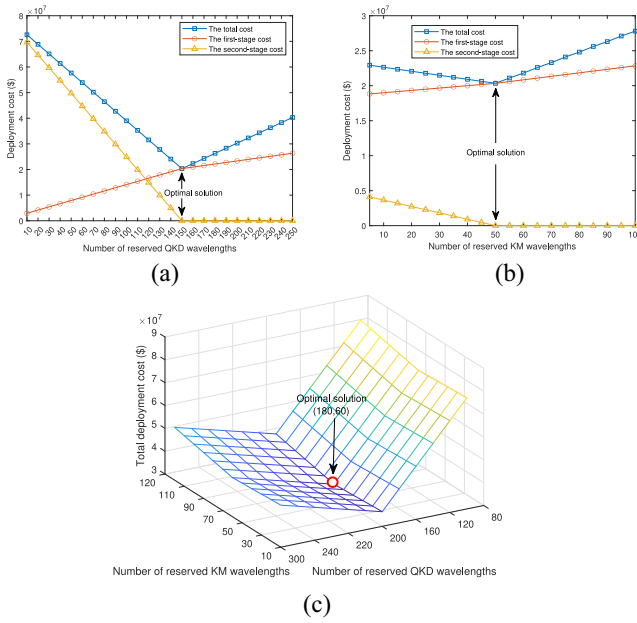 ×10⁷
8
7
6
5
4
3
2
1
0
Deployment cost ($)
The total cost
The first-stage cost
The second-stage cost
Optimal solution
10 20 30 40 50 60 70 80 90 100 110 120 130 140 150 160 170 180 190 200 210 220 230 240 250
Number of reserved QKD wavelengths
(a)
×10⁷
3
2.5
2
1.5
1
0.5
0
Deployment cost ($)
The total cost
The first-stage cost
The second-stage cost
Optimal solution
10 20 30 40 50 60 70 80 90 100
Number of reserved KM wavelengths
(b)
×10⁷
9
8
7
6
5
4
3
Total deployment cost ($)
Optimal solution
(180,60)
120 110 90 70 50 30 10
Number of reserved KM wavelengths
300 240 220 200 160 120 80
Number of reserved QKD wavelengths
(c)